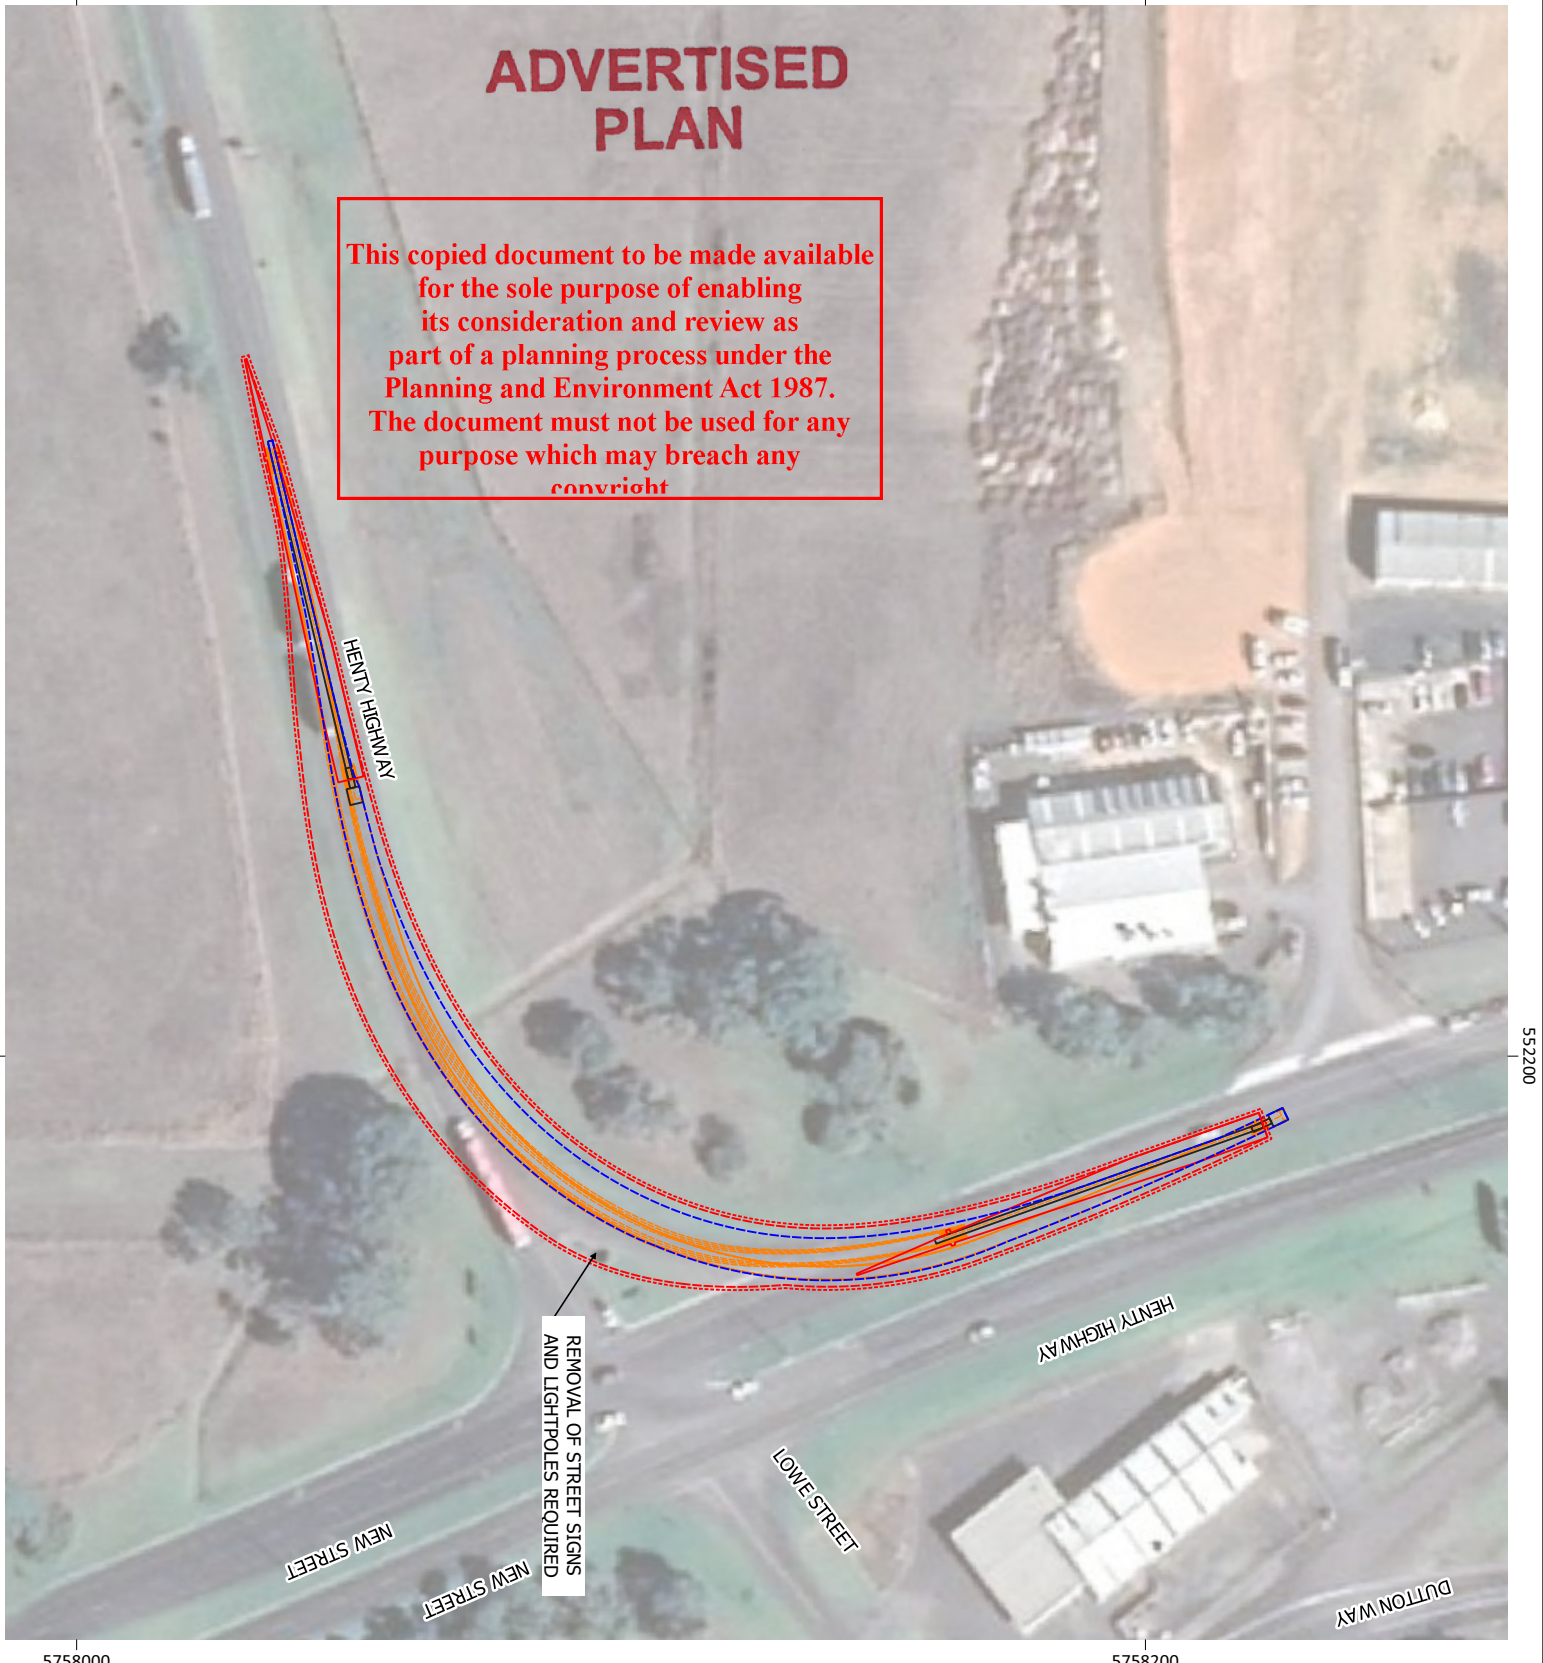 ADVERTISED
PLAN
This copied document to be made available
for the sole purpose of enabling
its consideration and review as
part of a planning process under the
Planning and Environment Act 1987.
The document must not be used for any
purpose which may breach any
copyright
HENTY HIGHWAY
552200
HENTY HIGHWAY
REMOVAL OF STREET SIGNS
AND LIGHTPOLES REQUIRED
LOWE STREET
NEW STREET
NEW STREET
DUTTON WAY
5758000
5758200